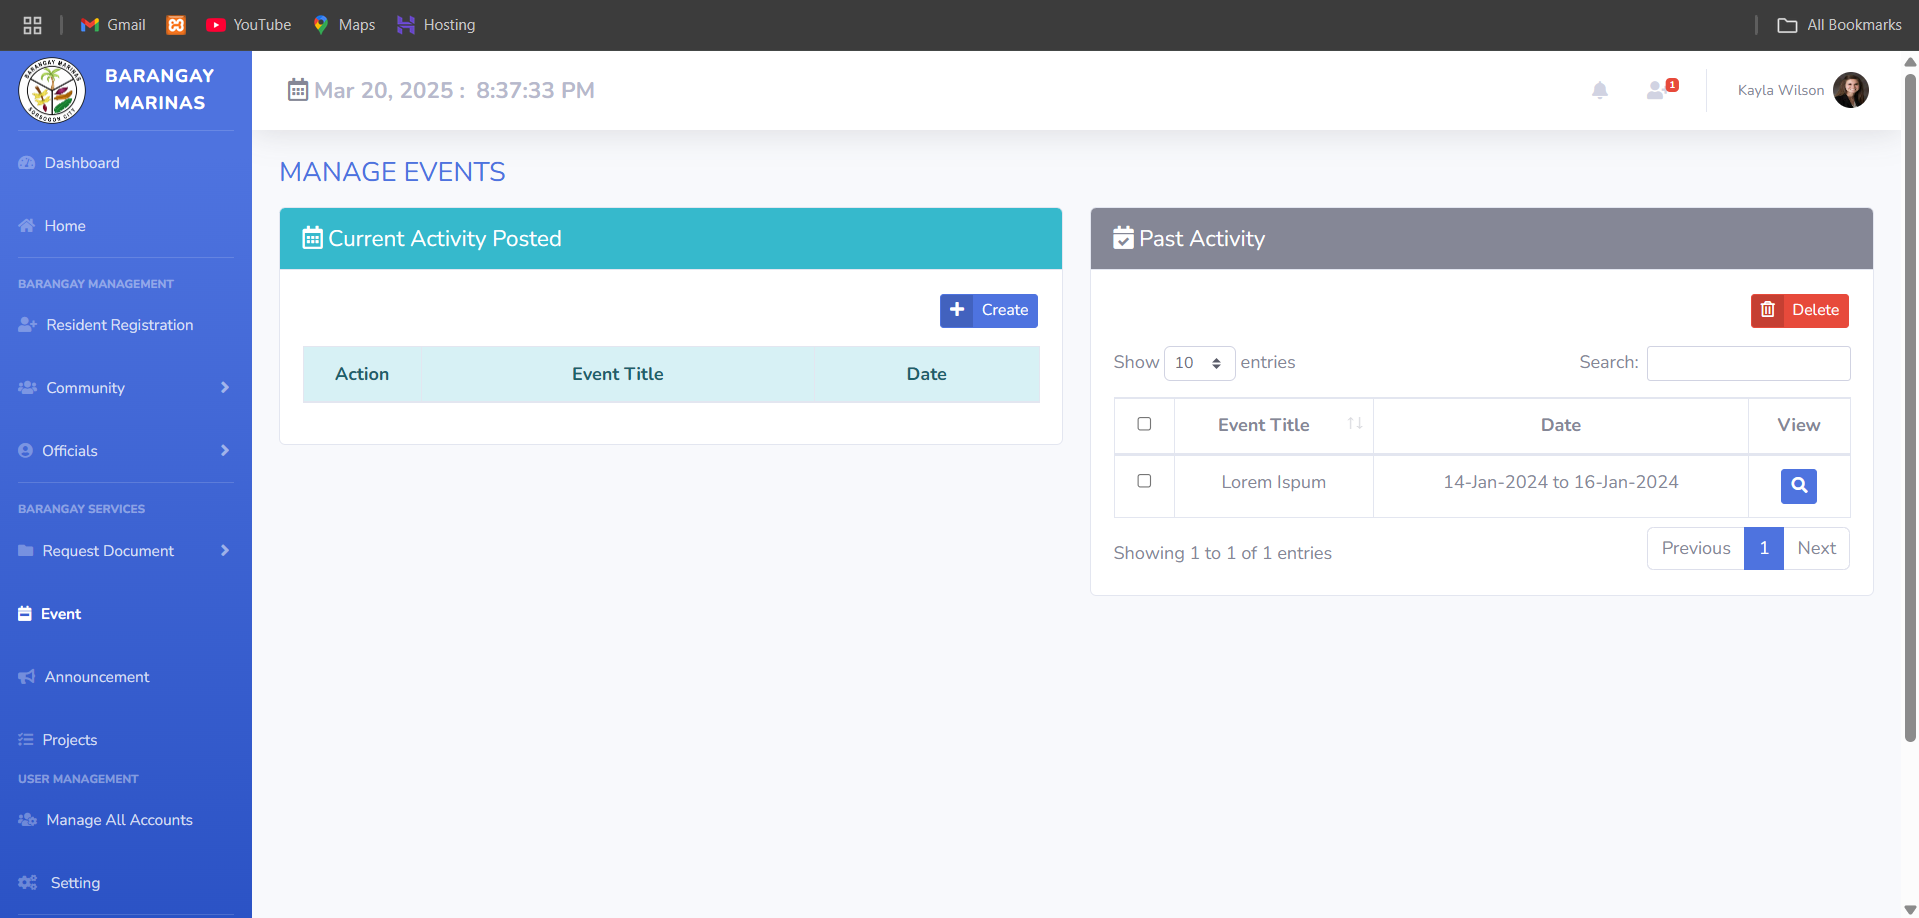 Gmail
YouTube
Maps
Hosting
All Bookmarks
BARANGAY
MARINAS
Mar 20, 2025 : 8:37:33 PM
1
Kayla Wilson
Dashboard
Home
BARANGAY MANAGEMENT
Resident Registration
Community
Officials
BARANGAY SERVICES
Request Document
Event
Announcement
Projects
USER MANAGEMENT
Manage All Accounts
Setting
MANAGE EVENTS
Current Activity Posted
Create
Action Event Title Date
Past Activity
Delete
Show 10 entries
Search:
Event Title Date View
Lorem Ispum 14-Jan-2024 to 16-Jan-2024
Showing 1 to 1 of 1 entries
Previous 1 Next